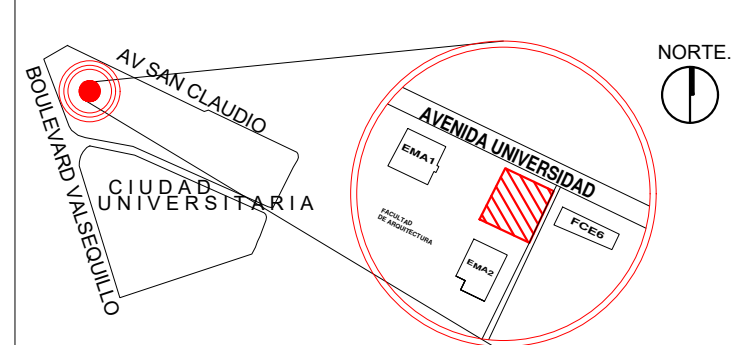 NORTE.
AV SAN CLAUDIO
BOULEVARD VALSEQUILLO
CIUDAD
UNIVERSITARIA
AVENIDA UNIVERSIDAD
EMA1
FACULTAD
DE ARQUITECTURA
FCE6
EMA2